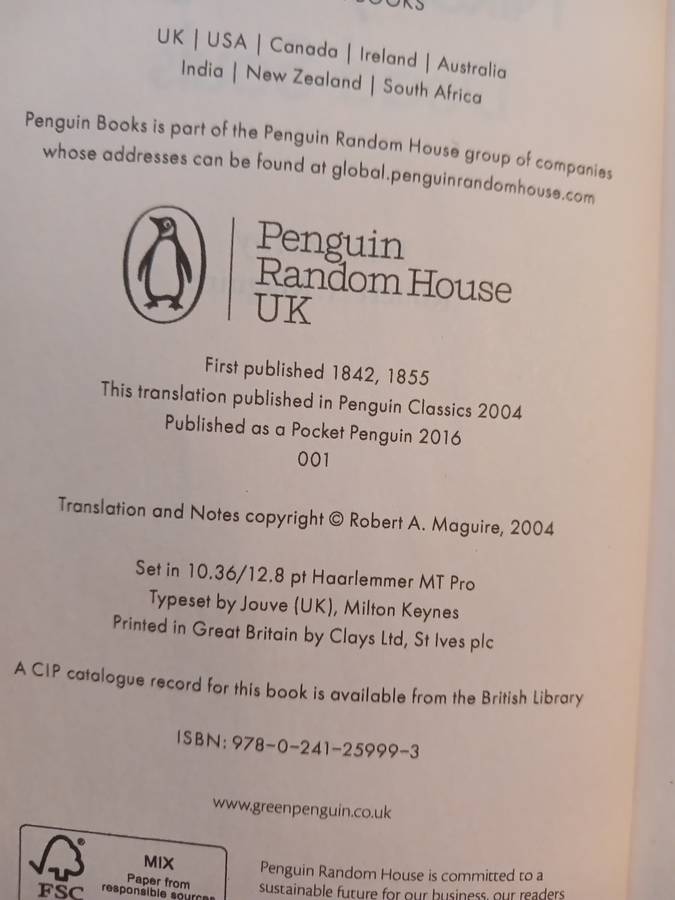 BOOKS
UK | USA | Canada | Ireland | Australia
India | New Zealand | South Africa
Penguin Books is part of the Penguin Random House group of companies
whose addresses can be found at global.penguinrandomhouse.com
Penguin
Random House
UK
First published 1842, 1855
This translation published in Penguin Classics 2004
Published as a Pocket Penguin 2016
001
Translation and Notes copyright © Robert A. Maguire, 2004
Set in 10.36/12.8 pt Haarlemmer MT Pro
Typeset by Jouve (UK), Milton Keynes
Printed in Great Britain by Clays Ltd, St Ives plc
A CIP catalogue record for this book is available from the British Library
ISBN: 978-0-241-25999-3
www.greenpenguin.co.uk
MIX
Paper from
responsible sources
FSC
Penguin Random House is committed to a
sustainable future for our business, our readers